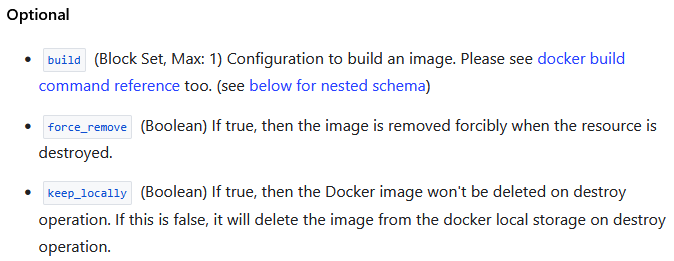 Optional
• build (Block Set, Max: 1) Configuration to build an image. Please see docker build
command reference too. (see below for nested schema)
• force_remove (Boolean) If true, then the image is removed forcibly when the resource is
destroyed.
• keep_locally (Boolean) If true, then the Docker image won't be deleted on destroy
operation. If this is false, it will delete the image from the docker local storage on destroy
operation.